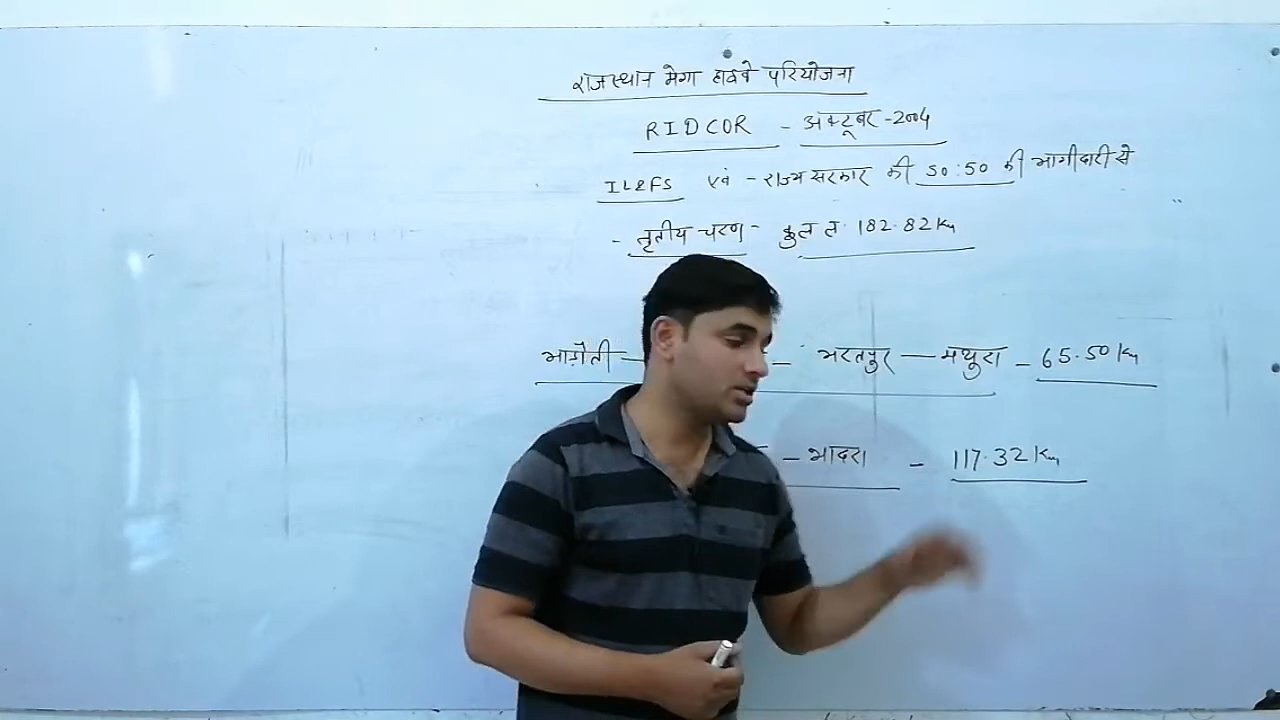 राजस्थान मेगा हाइवे परियोजना
RIDCOR - अक्टूबर-2004
IL&FS एवं - राज्य सरकार की 50:50 की भागीदारी से
- तृतीय चरण - कुल ल. 182.82 Km
— - भरतपुर — मथुरा - 65.50 Km
- भादरा - 117.32 Km